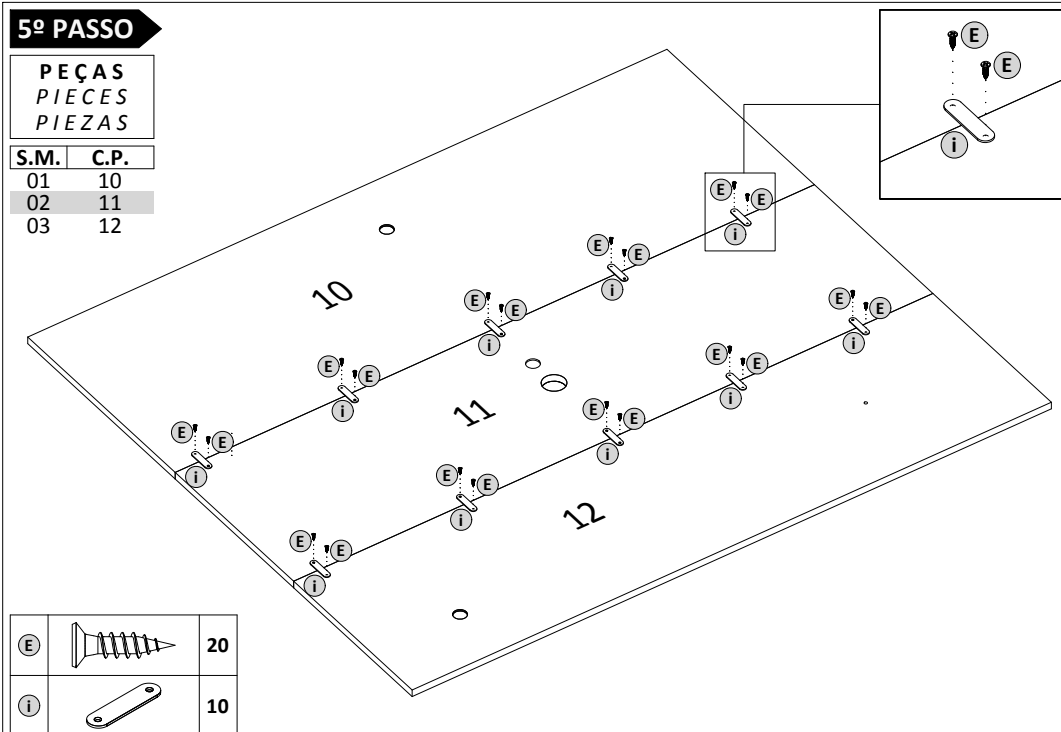 5º PASSO
PEÇAS
PIECES
PIEZAS
S.M. C.P.
01 10
02 11
03 12
E
E
i
E E
i
E E
i
E E
i
E E
i
E E
i
10
E E
i
E E
i
E E
i
E E
i
E E
i
11
12
E 20
i 10